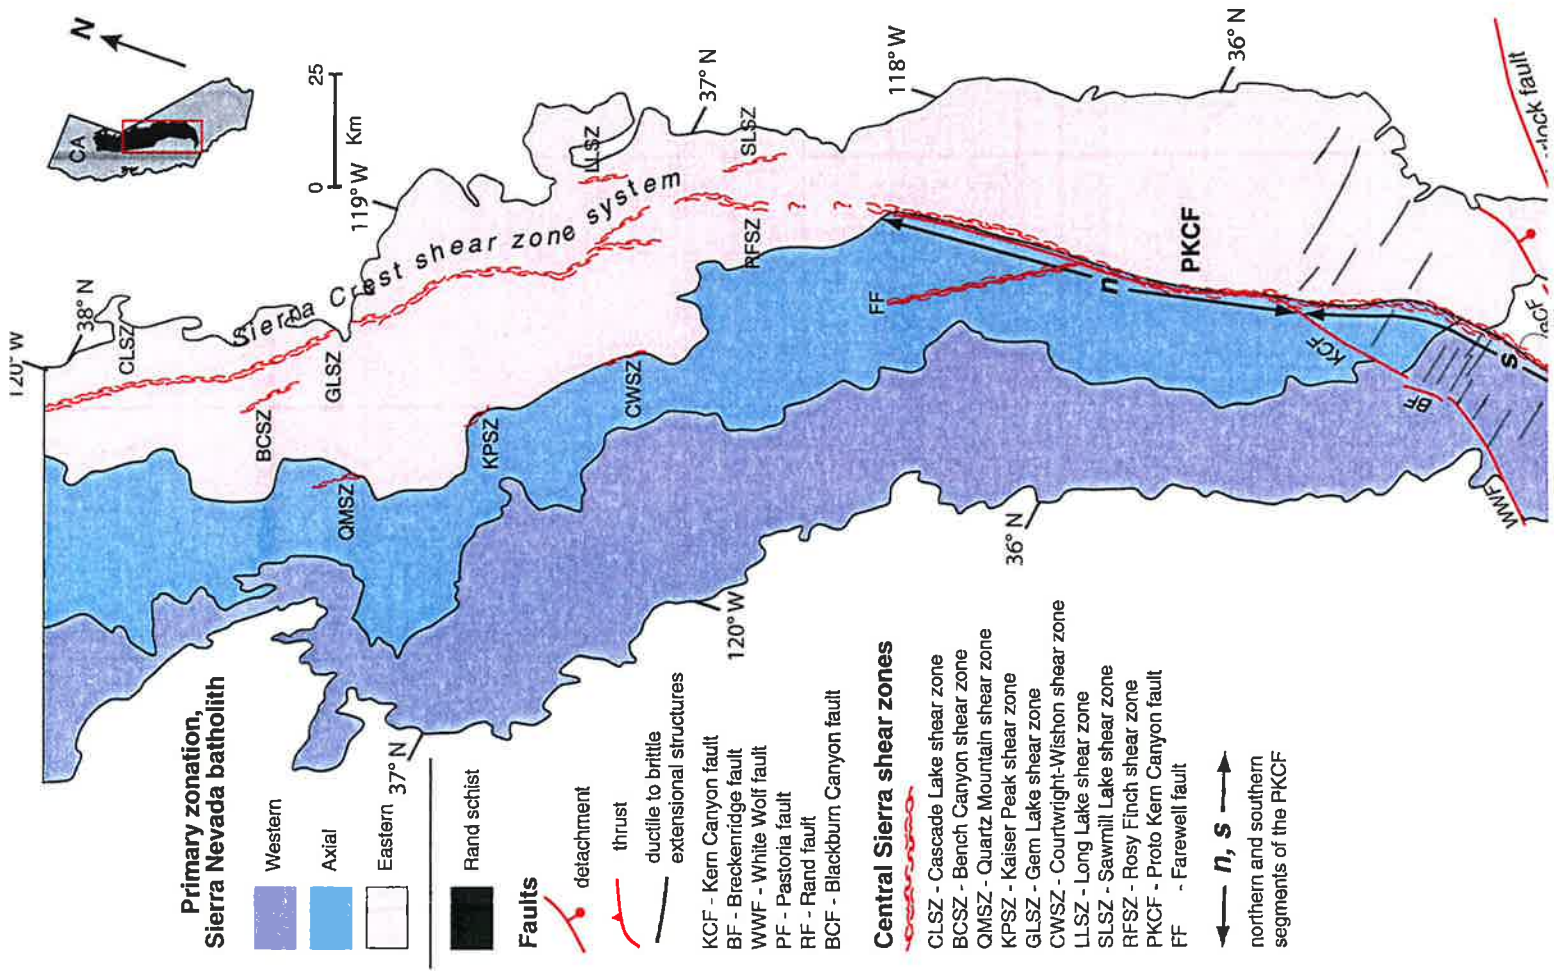 N
CA
0 25
Km
120° W
38° N
119° W
37° N
118° W
36° N
37° N
120° W
36° N
Sierra Crest shear zone system
CLSZ
BCSZ
GLSZ
QMSZ
KPSZ
CWSZ
LLSZ
SLSZ
RFSZ
?
?
FF
n
PKCF
KCF
BF
s
WWF
lock fault
Primary zonation,
Sierra Nevada batholith
Western
Axial
Eastern
Rand schist
Faults
detachment
thrust
ductile to brittle
extensional structures
KCF - Kern Canyon fault
BF - Breckenridge fault
WWF - White Wolf fault
PF - Pastoria fault
RF - Rand fault
BCF - Blackburn Canyon fault
Central Sierra shear zones
CLSZ - Cascade Lake shear zone
BCSZ - Bench Canyon shear zone
QMSZ - Quartz Mountain shear zone
KPSZ - Kaiser Peak shear zone
GLSZ - Gem Lake shear zone
CWSZ - Courtwright-Wishon shear zone
LLSZ - Long Lake shear zone
SLSZ - Sawmill Lake shear zone
RFSZ - Rosy Finch shear zone
PKCF - Proto Kern Canyon fault
FF - Farewell fault
n, s
northern and southern
segments of the PKCF